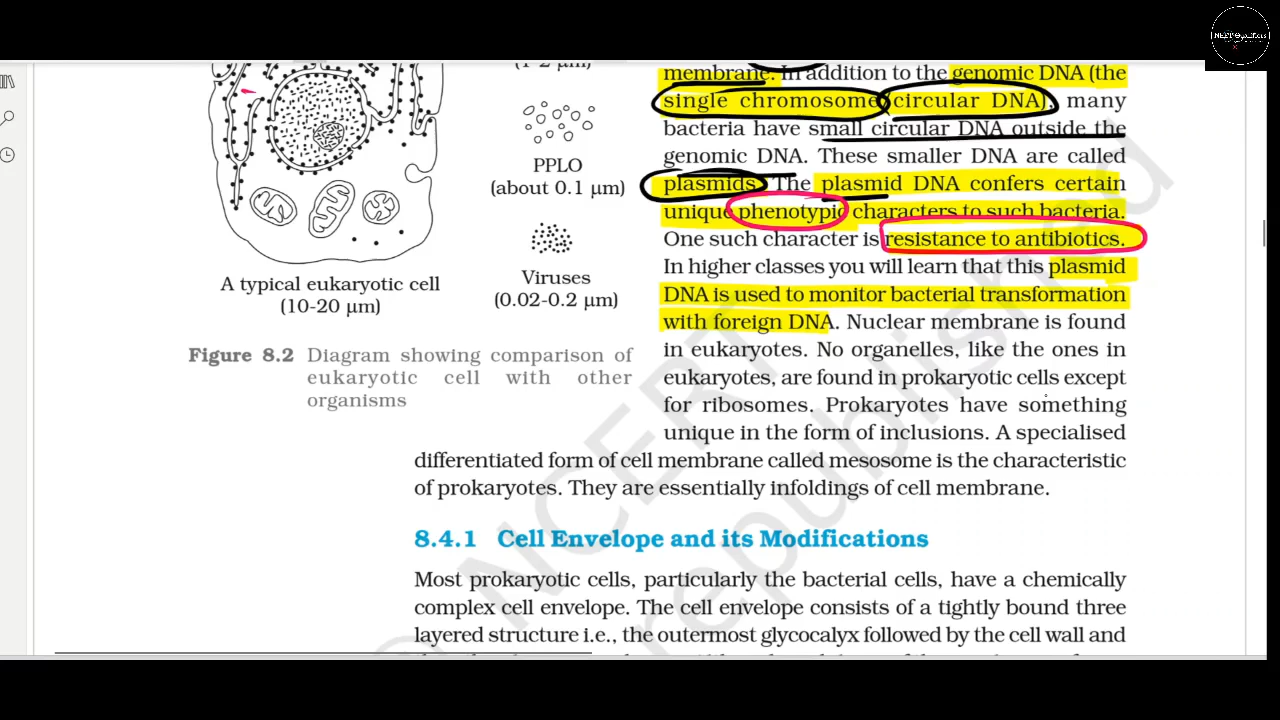 (1-2 µm)
PPLO
(about 0.1 µm)
Viruses
(0.02-0.2 µm)
A typical eukaryotic cell
(10-20 µm)
Figure 8.2 Diagram showing comparison of
eukaryotic cell with other
organisms
membrane. In addition to the genomic DNA (the
single chromosome/circular DNA), many
bacteria have small circular DNA outside the
genomic DNA. These smaller DNA are called
plasmids. The plasmid DNA confers certain
unique phenotypic characters to such bacteria.
One such character is resistance to antibiotics.
In higher classes you will learn that this plasmid
DNA is used to monitor bacterial transformation
with foreign DNA. Nuclear membrane is found
in eukaryotes. No organelles, like the ones in
eukaryotes, are found in prokaryotic cells except
for ribosomes. Prokaryotes have something
unique in the form of inclusions. A specialised
differentiated form of cell membrane called mesosome is the characteristic
of prokaryotes. They are essentially infoldings of cell membrane.
8.4.1 Cell Envelope and its Modifications
Most prokaryotic cells, particularly the bacterial cells, have a chemically
complex cell envelope. The cell envelope consists of a tightly bound three
layered structure i.e., the outermost glycocalyx followed by the cell wall and
NCERT
republished